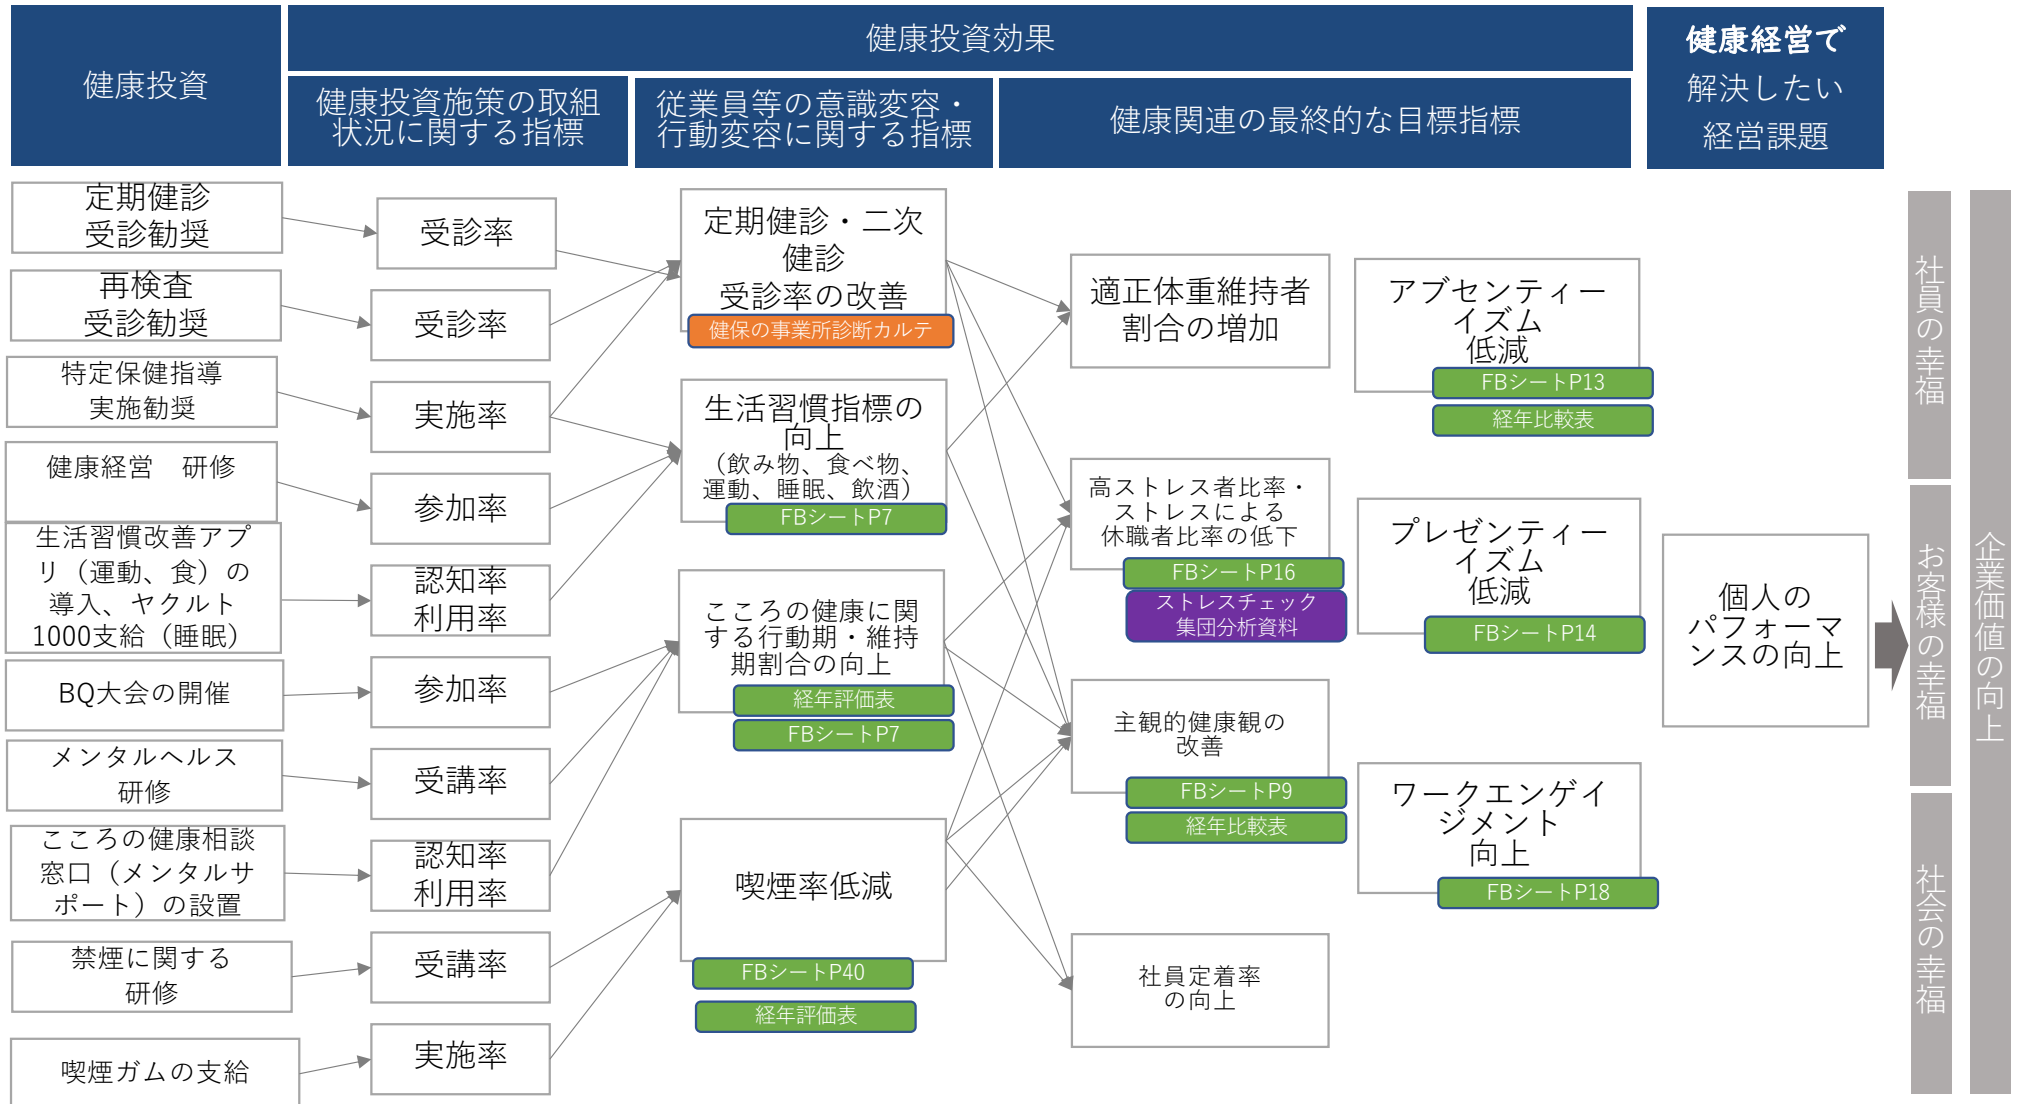 健康投資
健康投資効果
健康経営で
解決したい
経営課題
健康投資施策の取組
状況に関する指標
従業員等の意識変容・
行動変容に関する指標
健康関連の最終的な目標指標
定期健診
受診勧奨
再検査
受診勧奨
特定保健指導
実施勧奨
健康経営　研修
生活習慣改善アプ
リ（運動、食）の
導入、ヤクルト
1000支給（睡眠）
BQ大会の開催
メンタルヘルス
研修
こころの健康相談
窓口（メンタルサ
ポート）の設置
禁煙に関する
研修
喫煙ガムの支給
受診率
受診率
実施率
参加率
認知率
利用率
参加率
受講率
認知率
利用率
受講率
実施率
定期健診・二次
健診
受診率の改善
健保の事業所診断カルテ
生活習慣指標の
向上
（飲み物、食べ物、
運動、睡眠、飲酒）
FBシートP7
こころの健康に関
する行動期・維持
期割合の向上
経年評価表
FBシートP7
喫煙率低減
FBシートP40
経年評価表
適正体重維持者
割合の増加
高ストレス者比率・
ストレスによる
休職者比率の低下
FBシートP16
ストレスチェック
集団分析資料
主観的健康観の
改善
FBシートP9
経年比較表
社員定着率
の向上
アブセンティー
イズム
低減
FBシートP13
経年比較表
プレゼンティー
イズム
低減
FBシートP14
ワークエンゲイ
ジメント
向上
FBシートP18
個人の
パフォーマ
ンスの向上
社員の幸福
お客様の幸福
社会の幸福
企業価値の向上